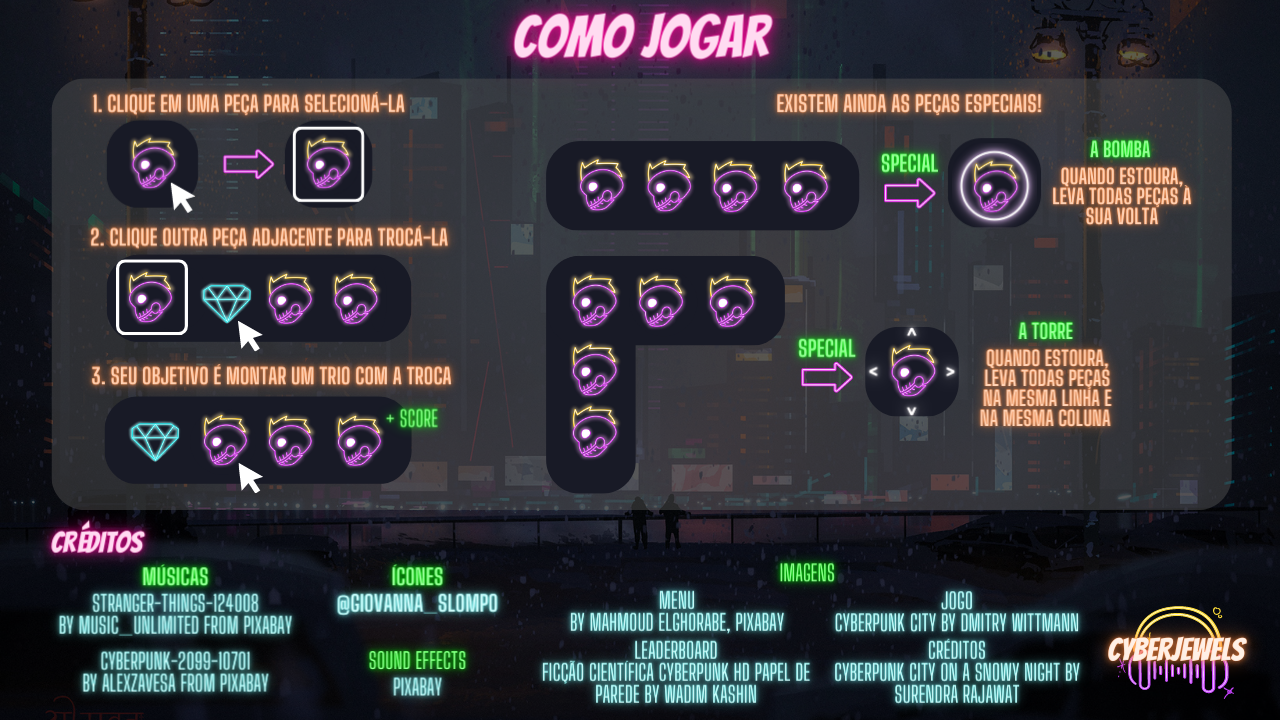 COMO JOGAR
1. CLIQUE EM UMA PEÇA PARA SELECIONÁ-LA
2. CLIQUE OUTRA PEÇA ADJACENTE PARA TROCÁ-LA
3. SEU OBJETIVO É MONTAR UM TRIO COM A TROCA
+ SCORE
EXISTEM AINDA AS PEÇAS ESPECIAIS!
SPECIAL
A BOMBA
QUANDO ESTOURA,
LEVA TODAS PEÇAS À
SUA VOLTA
SPECIAL
A TORRE
QUANDO ESTOURA,
LEVA TODAS PEÇAS
NA MESMA LINHA E
NA MESMA COLUNA
CRÉDITOS
MÚSICAS
STRANGER-THINGS-124008
BY MUSIC_UNLIMITED FROM PIXABAY
CYBERPUNK-2099-10701
BY ALEXZAVESA FROM PIXABAY
ÍCONES
@GIOVANNA_SLOMPO
SOUND EFFECTS
PIXABAY
IMAGENS
MENU
BY MAHMOUD ELGHORABE, PIXABAY
LEADERBOARD
FICÇÃO CIENTÍFICA CYBERPUNK HD PAPEL DE
PAREDE BY WADIM KASHIN
JOGO
CYBERPUNK CITY BY DMITRY WITTMANN
CRÉDITOS
CYBERPUNK CITY ON A SNOWY NIGHT BY
SURENDRA RAJAWAT
CYBERJEWELS